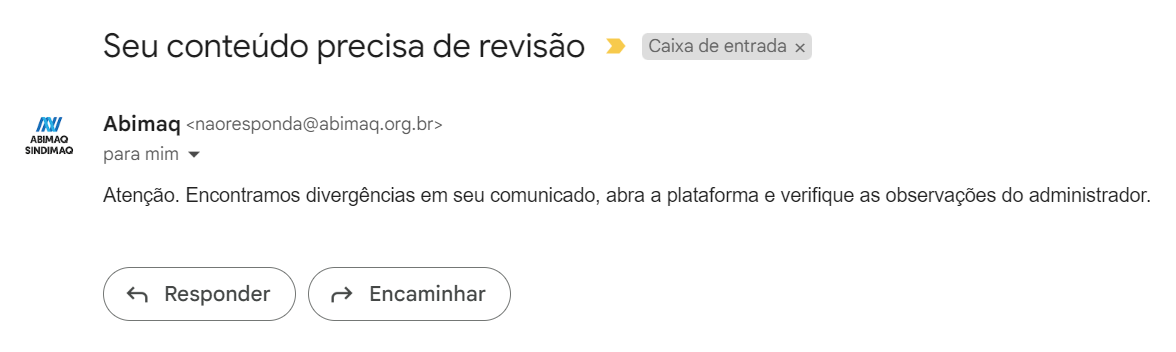 Seu conteúdo precisa de revisão Caixa de entrada ×
ABIMAQ
SINDIMAQ
Abimaq <naoresponda@abimaq.org.br>
para mim
Atenção. Encontramos divergências em seu comunicado, abra a plataforma e verifique as observações do administrador.
Responder Encaminhar